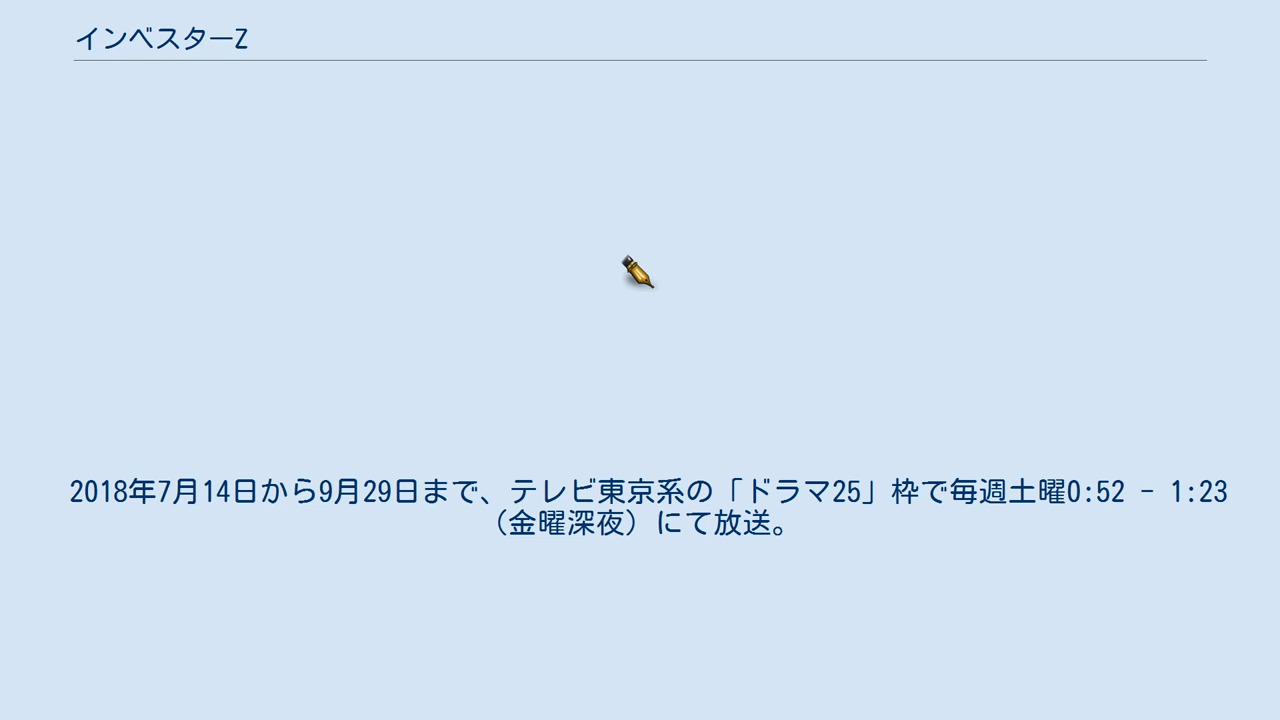 インベスターZ
2018年7月14日から9月29日まで、テレビ東京系の「ドラマ25」枠で毎週土曜0:52 - 1:23
（金曜深夜）にて放送。